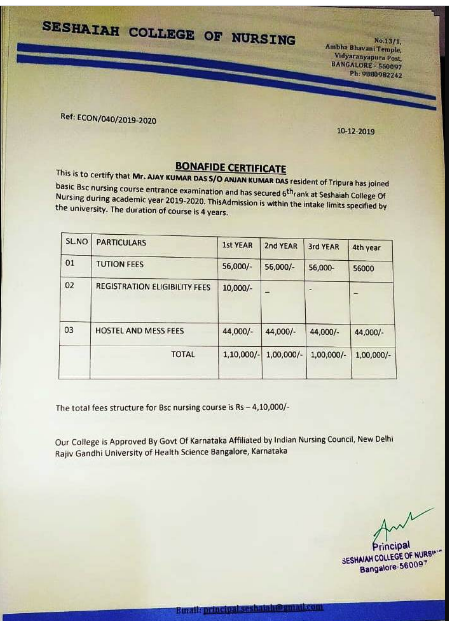 SESHAIAH COLLEGE OF NURSING
No.13/1,
Ambha Bhavani Temple,
Vidyaranyapura Post,
BANGALORE - 560097
Ph: 9880982242
Ref: ECON/040/2019-2020
10-12-2019
BONAFIDE CERTIFICATE
This is to certify that Mr. AJAY KUMAR DAS S/O ANJAN KUMAR DAS resident of Tripura has joined
basic Bsc nursing course entrance examination and has secured 6th rank at Seshaiah College Of
Nursing during academic year 2019-2020. ThisAdmission is within the intake limits specified by
the university. The duration of course is 4 years.
SL.NO PARTICULARS 1st YEAR 2nd YEAR 3rd YEAR 4th year
01 TUTION FEES 56,000/- 56,000/- 56,000- 56000
02 REGISTRATION ELIGIBILITY FEES 10,000/- _ - _
03 HOSTEL AND MESS FEES 44,000/- 44,000/- 44,000/- 44,000/-
TOTAL 1,10,000/- 1,00,000/- 1,00,000/- 1,00,000/-
The total fees structure for Bsc nursing course is Rs – 4,10,000/-
Our College is Approved By Govt Of Karnataka Affiliated by Indian Nursing Council, New Delhi
Rajiv Gandhi University of Health Science Bangalore, Karnataka
Principal
SESHAIAH COLLEGE OF
Bangalore-56009
Email: principal.seshaiah@gmail.com